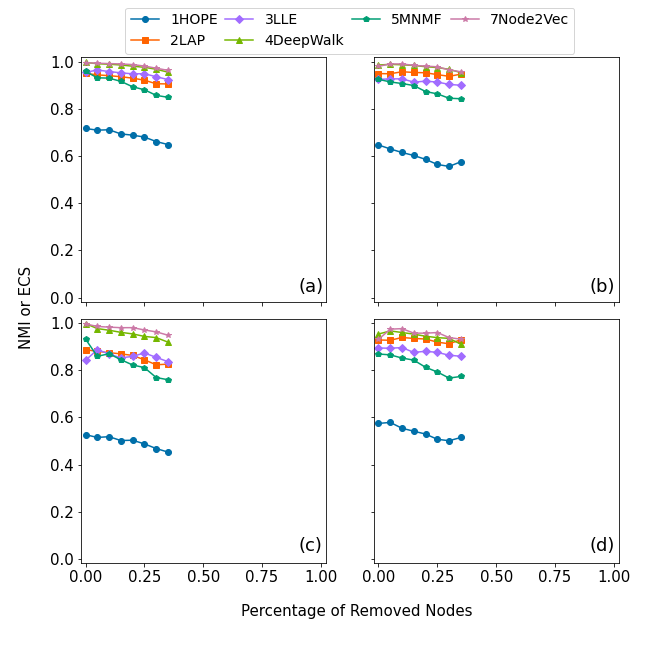 1HOPE 3LLE 5MNMF 7Node2Vec
2LAP 4DeepWalk
1.0
0.8
0.6
0.4
0.2
0.0
(a) (b)
NMI or ECS
1.0
0.8
0.6
0.4
0.2
0.0
(c) (d)
0.00 0.25 0.50 0.75 1.00 0.00 0.25 0.50 0.75 1.00
Percentage of Removed Nodes